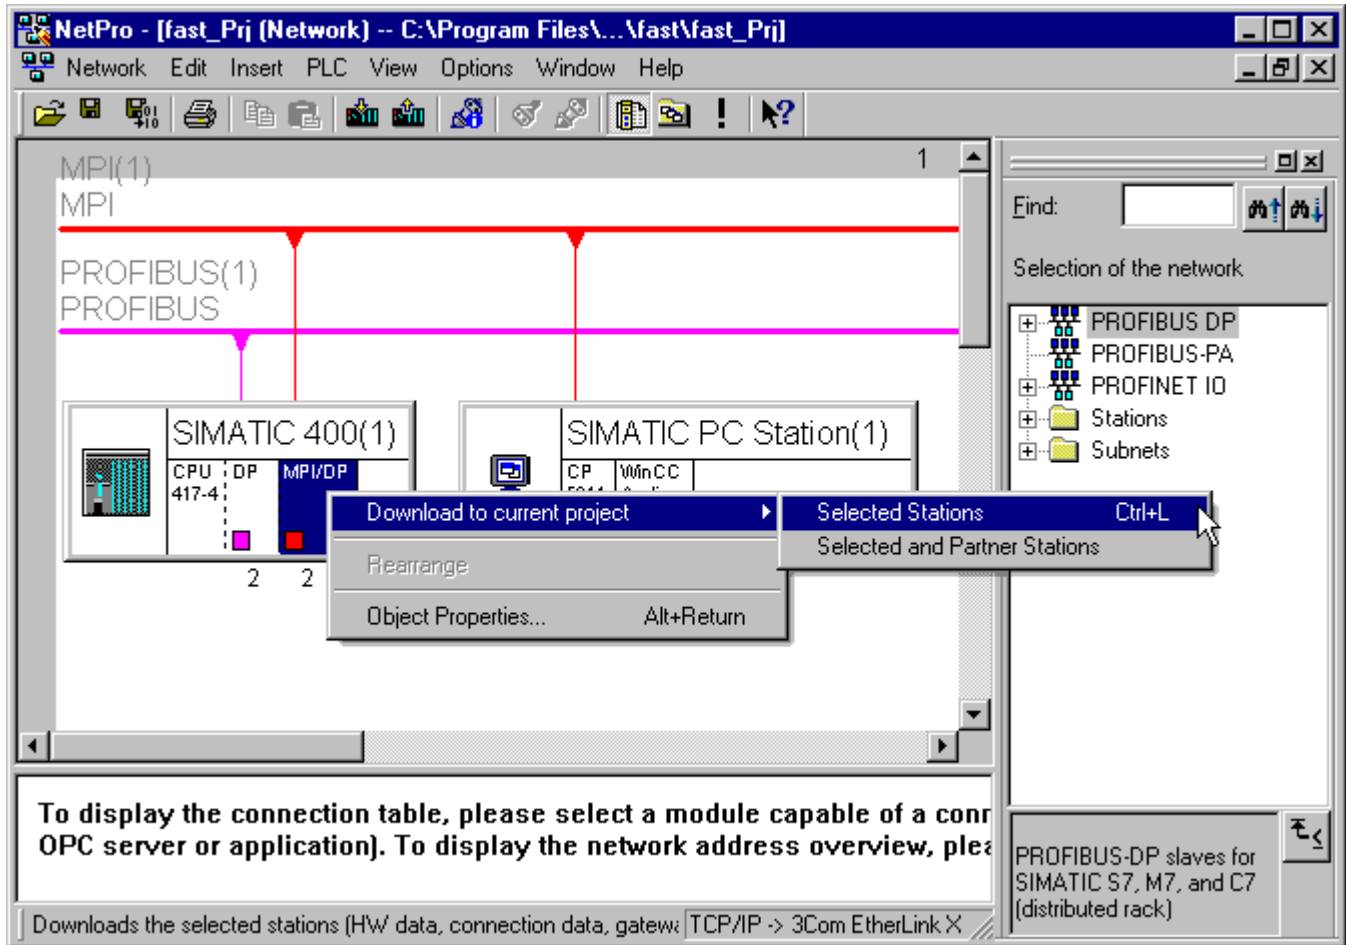 NetPro - [fast_Prj (Network) -- C:\Program Files\...\fast\fast_Prj]
Network Edit Insert PLC View Options Window Help
MPI(1)
1
MPI
PROFIBUS(1)
PROFIBUS
SIMATIC 400(1)
CPU DP MPI/DP
417-4
2 2
SIMATIC PC Station(1)
CP WinCC
Download to current project
Rearrange
Object Properties... Alt+Return
Selected Stations Ctrl+L
Selected and Partner Stations
Find:
Selection of the network
PROFIBUS DP
PROFIBUS-PA
PROFINET IO
Stations
Subnets
To display the connection table, please select a module capable of a conn
OPC server or application). To display the network address overview, plea
PROFIBUS-DP slaves for
SIMATIC S7, M7, and C7
(distributed rack)
Downloads the selected stations (HW data, connection data, gatewa TCP/IP -> 3Com EtherLink X